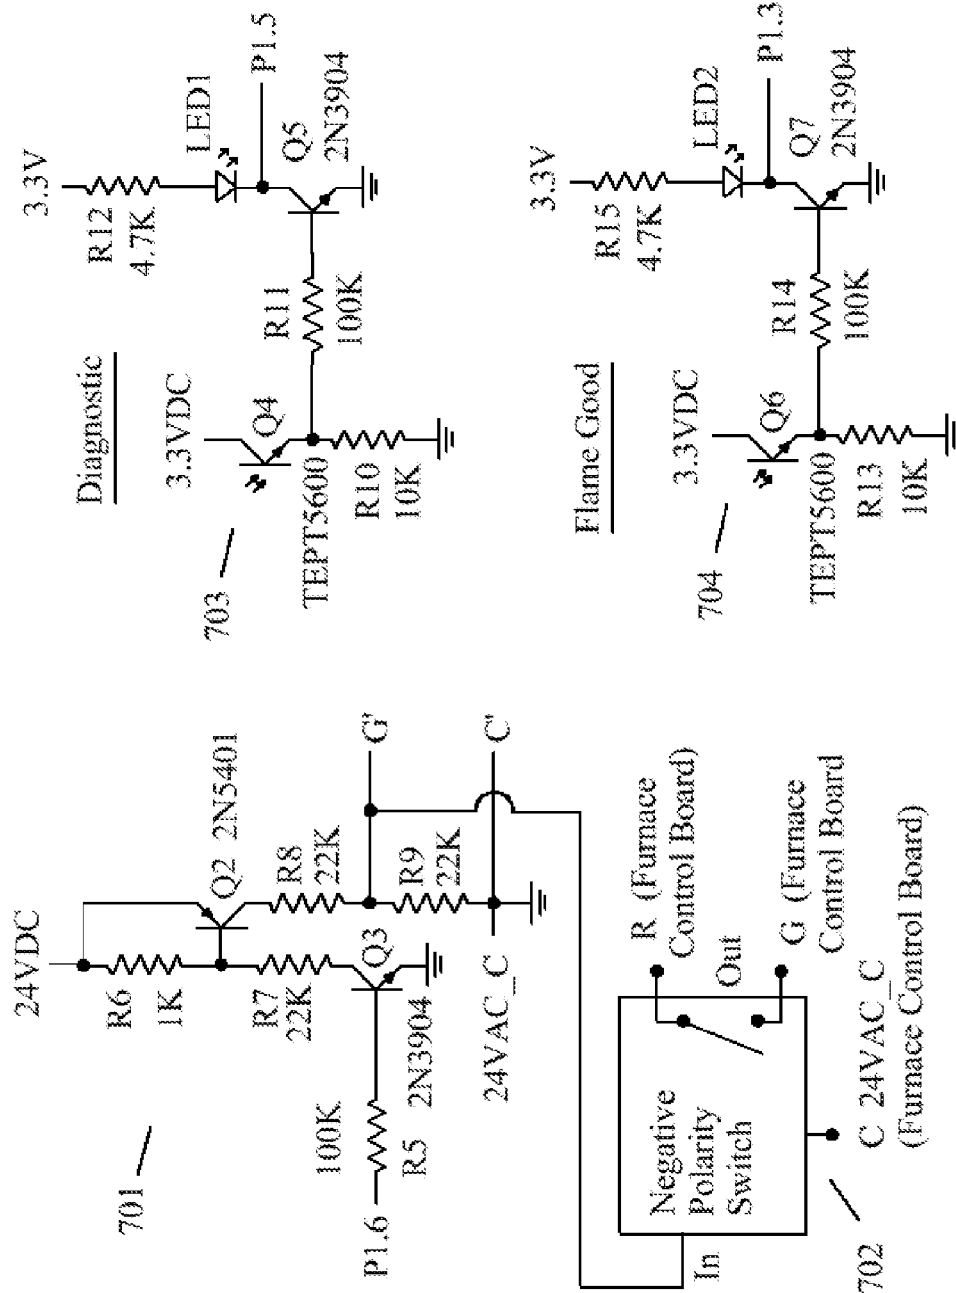 24VDC
R6
1K
Q2 2N5401
R7
22K
R8
22K
Q3
R9
22K
G'
C'
P1.6
100K
R5
2N3904
24VAC_C
701
Negative
Polarity
Switch
In
Out
R (Furnace
Control Board)
G (Furnace
Control Board
C 24VAC_C
(Furnace Control Board)
702
Diagnostic
3.3VDC
Q4
TEPT5600
R10
10K
R11
100K
3.3V
R12
4.7K
LED1
P1.5
Q5
2N3904
703
Flame Good
3.3VDC
Q6
TEPT5600
R13
10K
R14
100K
3.3V
R15
4.7K
LED2
P1.3
Q7
2N3904
704